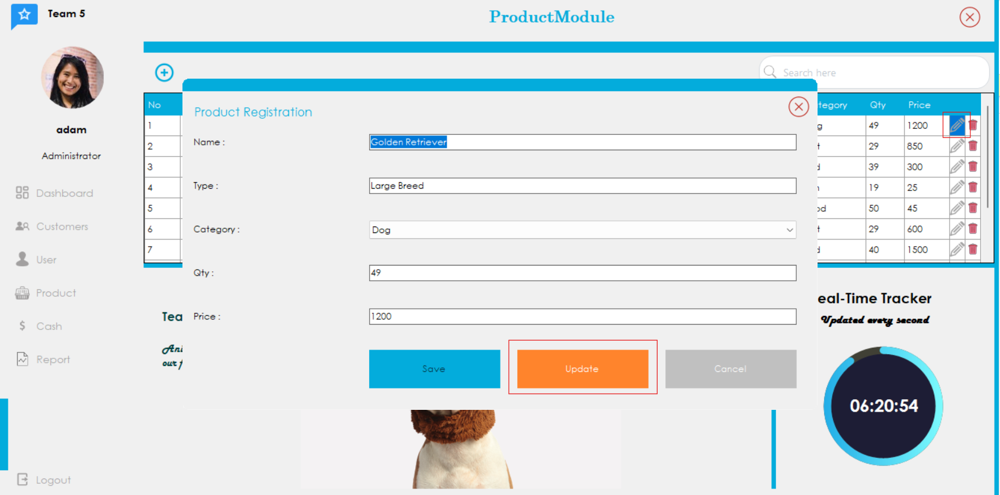 Team 5
ProductModule
adam
Administrator
Dashboard
Customers
User
Product
Cash
Report
Logout
Search here
No
tegory Qty Price
1 49 1200
2 29 850
3 39 300
4 19 25
5 od 50 45
6 29 600
7 40 1500
Product Registration
Name : Golden Retriever
Type : Large Breed
Category : Dog
Qty : 49
Price : 1200
Save Update Cancel
Tea
Ani
our f
eal-Time Tracker
Updated every second
06:20:54